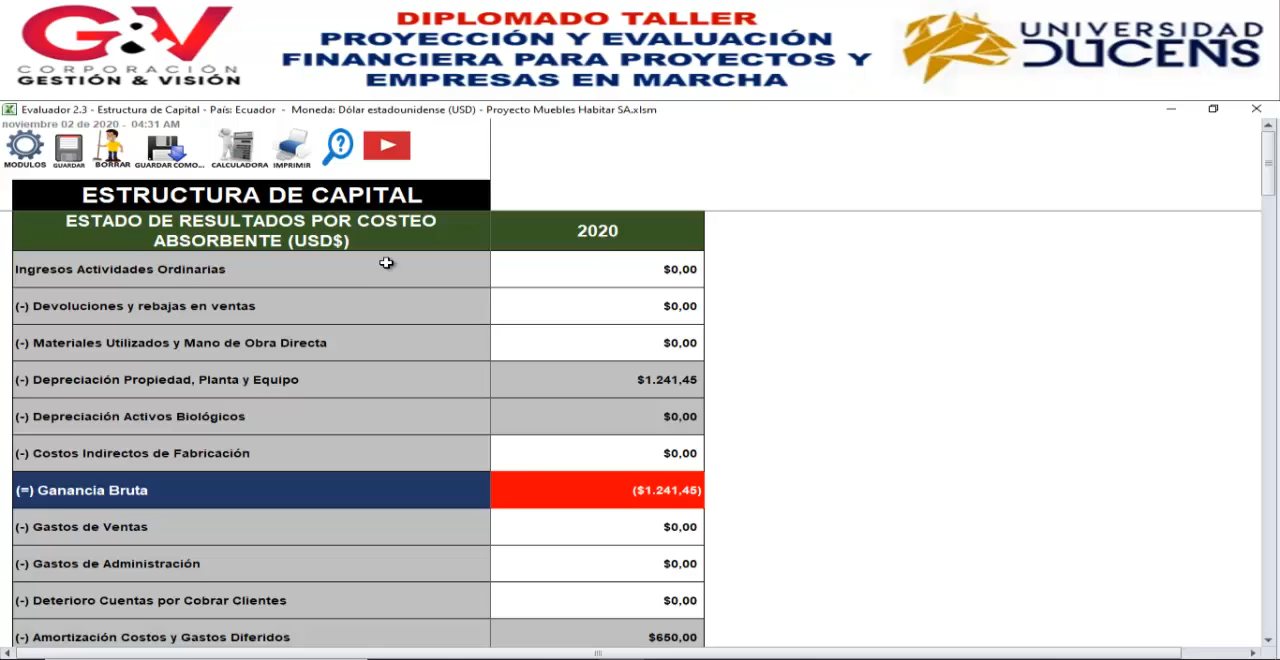 G&V
CORPORACIÓN
GESTIÓN & VISIÓN
DIPLOMADO TALLER
PROYECCIÓN Y EVALUACIÓN
FINANCIERA PARA PROYECTOS Y
EMPRESAS EN MARCHA
UNIVERSIDAD
DUCENS
Evaluador 2.3 - Estructura de Capital - País: Ecuador - Moneda: Dólar estadounidense (USD) - Proyecto Muebles Habitar SA.xlsm
noviembre 02 de 2020 - 04:31 AM
MODULOS GUARDAR BORRAR GUARDAR COMO... CALCULADORA IMPRIMIR
ESTRUCTURA DE CAPITAL
ESTADO DE RESULTADOS POR COSTEO
ABSORBENTE (USD$) 2020
Ingresos Actividades Ordinarias $0,00
(-) Devoluciones y rebajas en ventas $0,00
(-) Materiales Utilizados y Mano de Obra Directa $0,00
(-) Depreciación Propiedad, Planta y Equipo $1.241,45
(-) Depreciación Activos Biológicos $0,00
(-) Costos Indirectos de Fabricación $0,00
(=) Ganancia Bruta ($1.241,45)
(-) Gastos de Ventas $0,00
(-) Gastos de Administración $0,00
(-) Deterioro Cuentas por Cobrar Clientes $0,00
(-) Amortización Costos y Gastos Diferidos $650,00